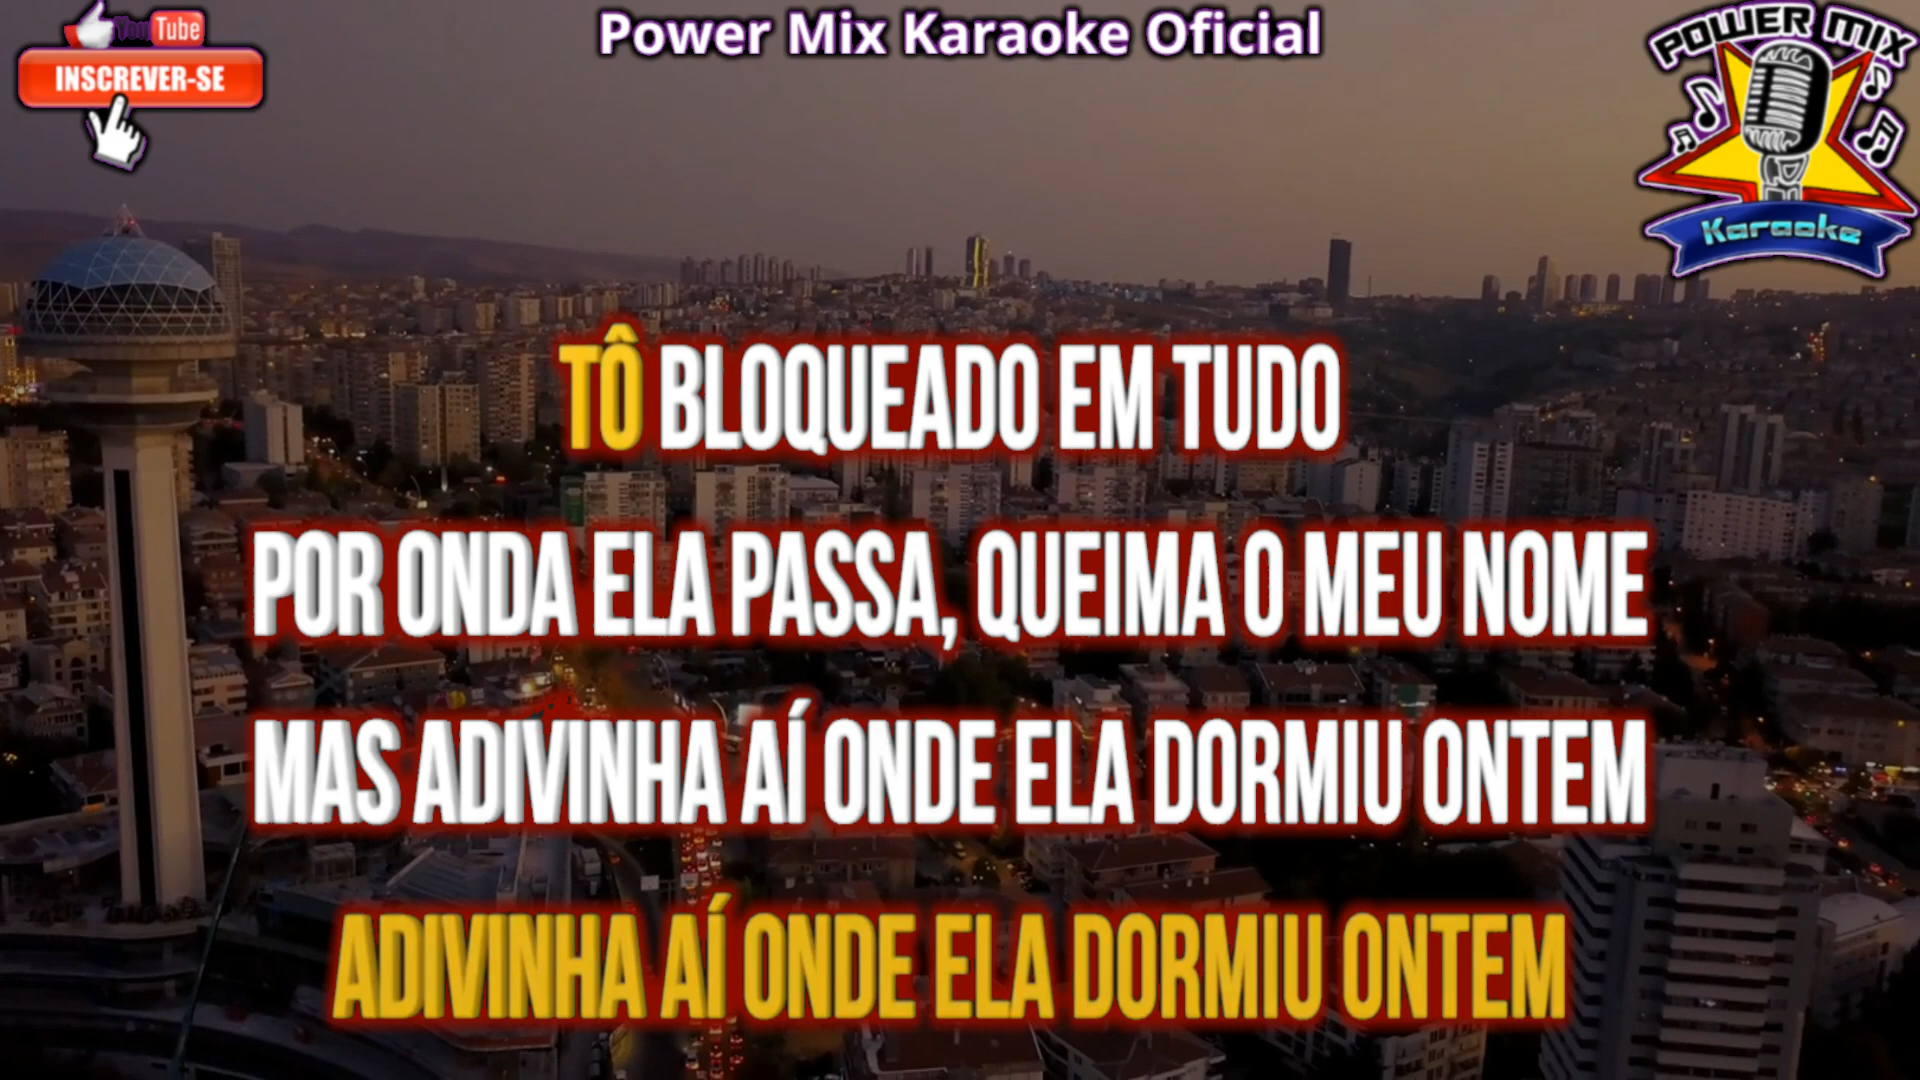 YouTube
INSCREVER-SE
Power Mix Karaoke Oficial
POWER MIX
Karaoke
TÔ BLOQUEADO EM TUDO
POR ONDA ELA PASSA, QUEIMA O MEU NOME
MAS ADIVINHA AÍ ONDE ELA DORMIU ONTEM
ADIVINHA AÍ ONDE ELA DORMIU ONTEM